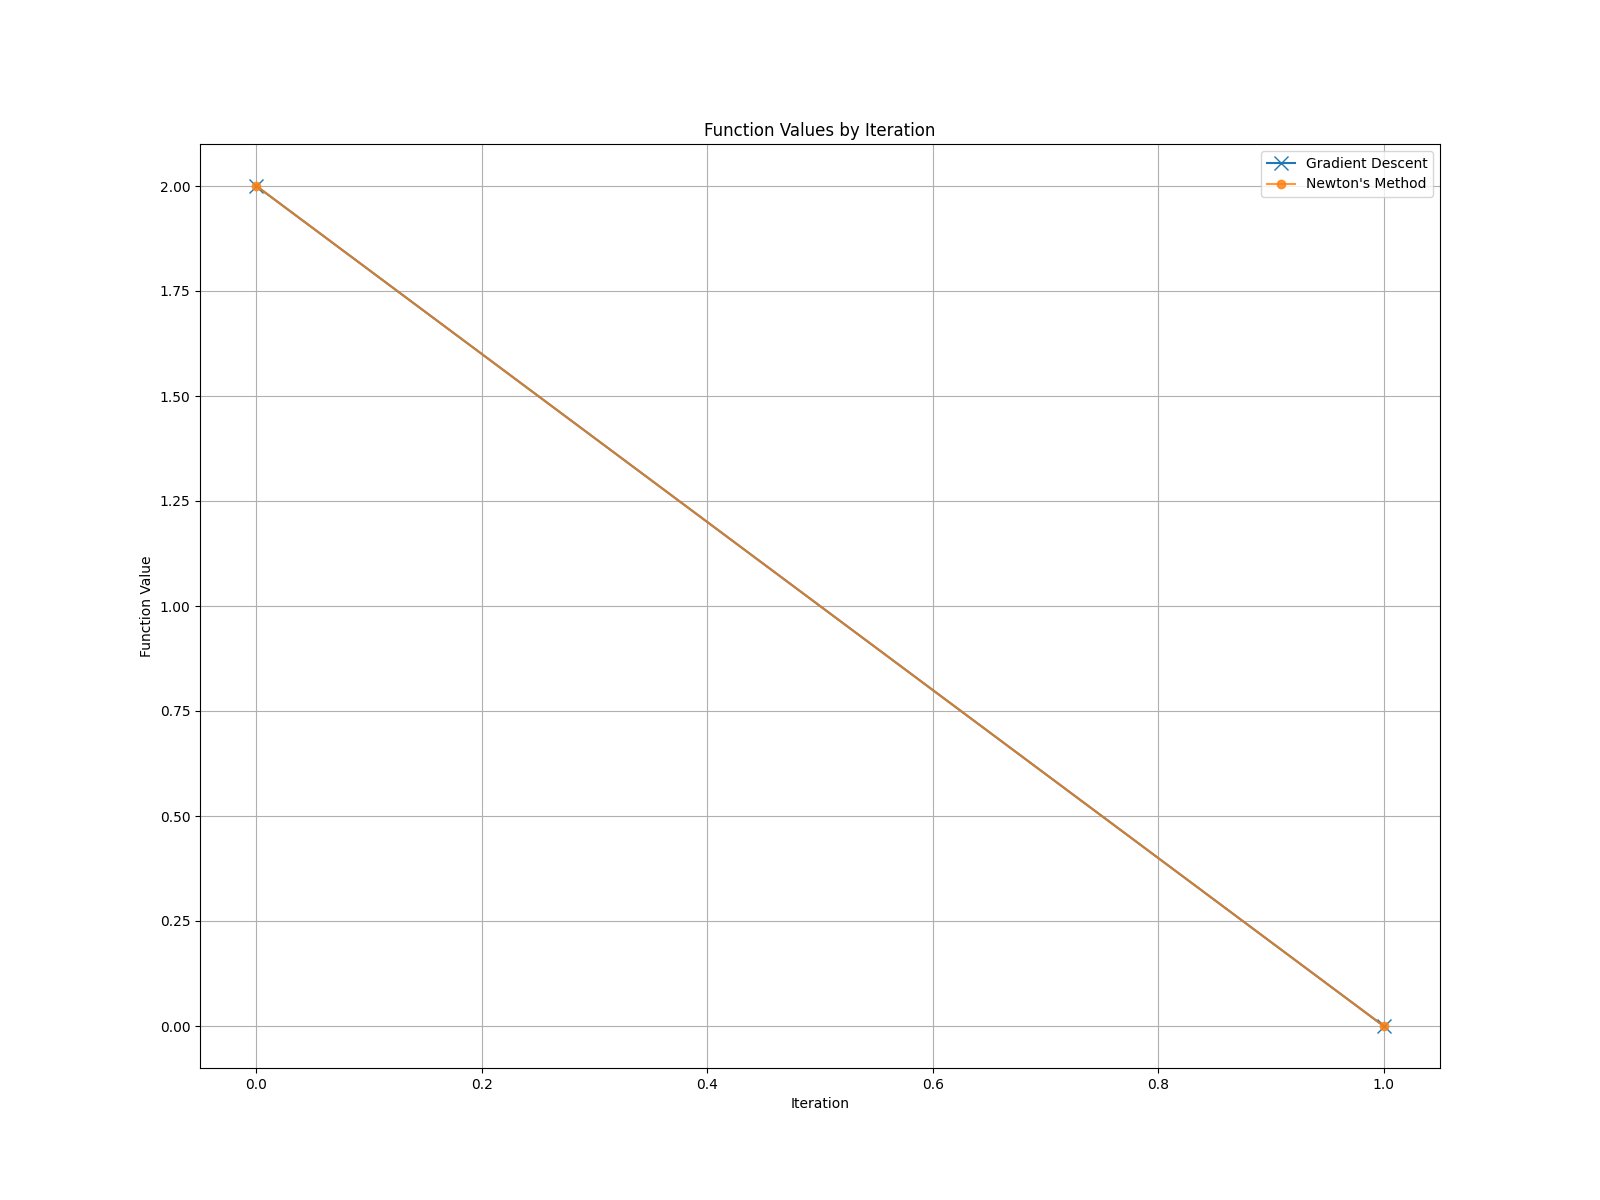 Function Values by Iteration
Gradient Descent
Newton's Method
2.00
1.75
1.50
1.25
1.00
0.75
0.50
0.25
0.00
Function Value
0.0 0.2 0.4 0.6 0.8 1.0
Iteration